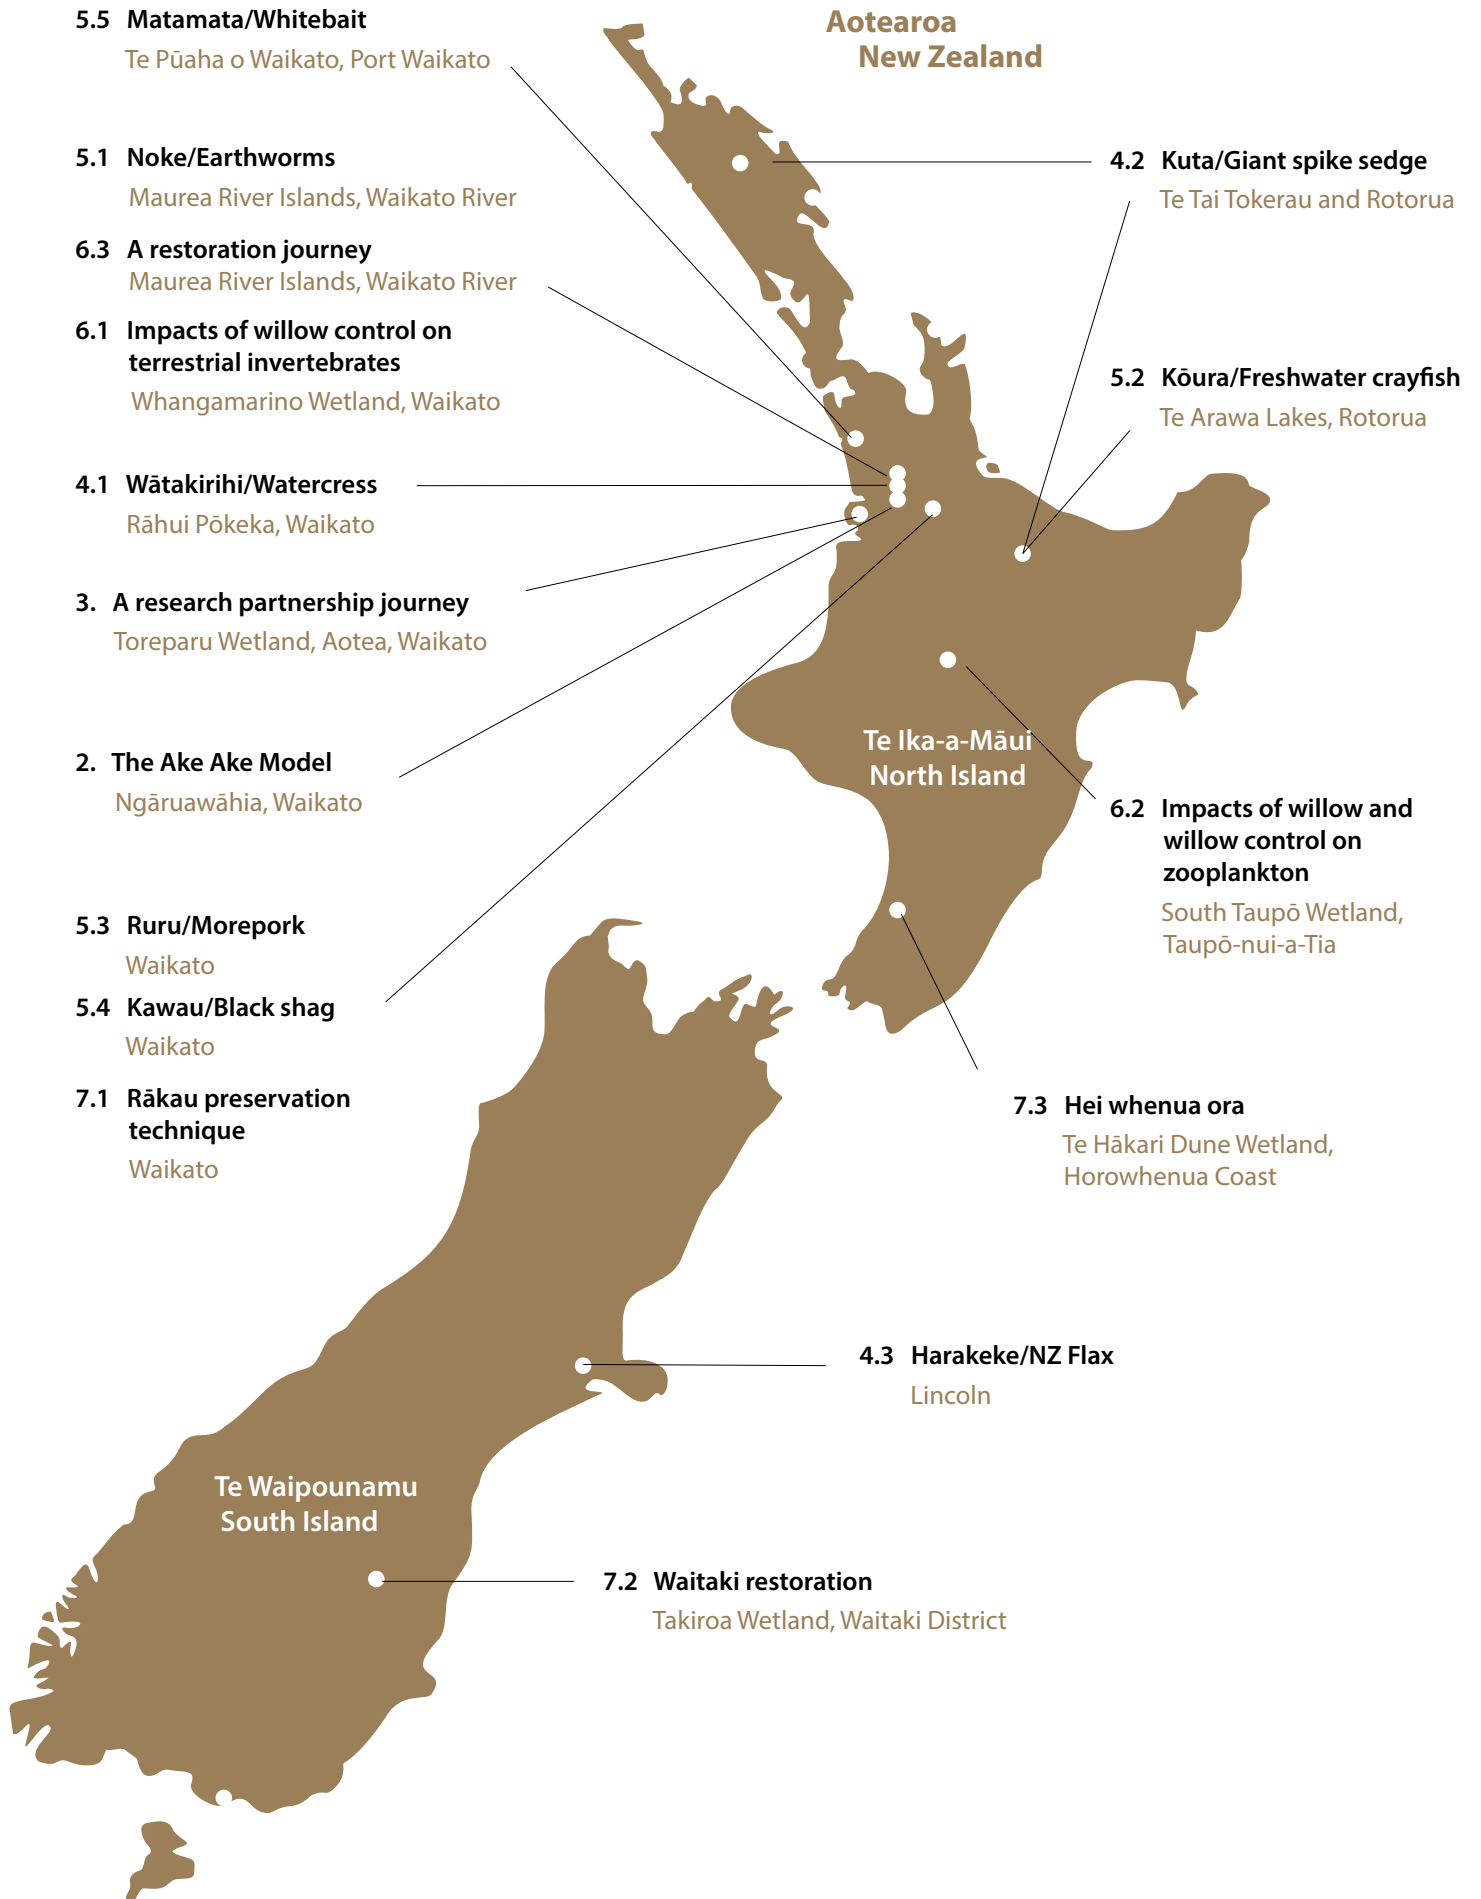 Aotearoa
New Zealand
5.5 Matamata/Whitebait
Te Pūaha o Waikato, Port Waikato
5.1 Noke/Earthworms
Maurea River Islands, Waikato River
6.3 A restoration journey
Maurea River Islands, Waikato River
6.1 Impacts of willow control on
terrestrial invertebrates
Whangamarino Wetland, Waikato
4.1 Wātakirihi/Watercress
Rāhui Pōkeka, Waikato
3. A research partnership journey
Toreparu Wetland, Aotea, Waikato
2. The Ake Ake Model
Ngāruawāhia, Waikato
5.3 Ruru/Morepork
Waikato
5.4 Kawau/Black shag
Waikato
7.1 Rākau preservation
technique
Waikato
4.2 Kuta/Giant spike sedge
Te Tai Tokerau and Rotorua
5.2 Kōura/Freshwater crayfish
Te Arawa Lakes, Rotorua
Te Ika-a-Māui
North Island
6.2 Impacts of willow and
willow control on
zooplankton
South Taupō Wetland,
Taupō-nui-a-Tia
7.3 Hei whenua ora
Te Hākari Dune Wetland,
Horowhenua Coast
4.3 Harakeke/NZ Flax
Lincoln
Te Waipounamu
South Island
7.2 Waitaki restoration
Takiroa Wetland, Waitaki District